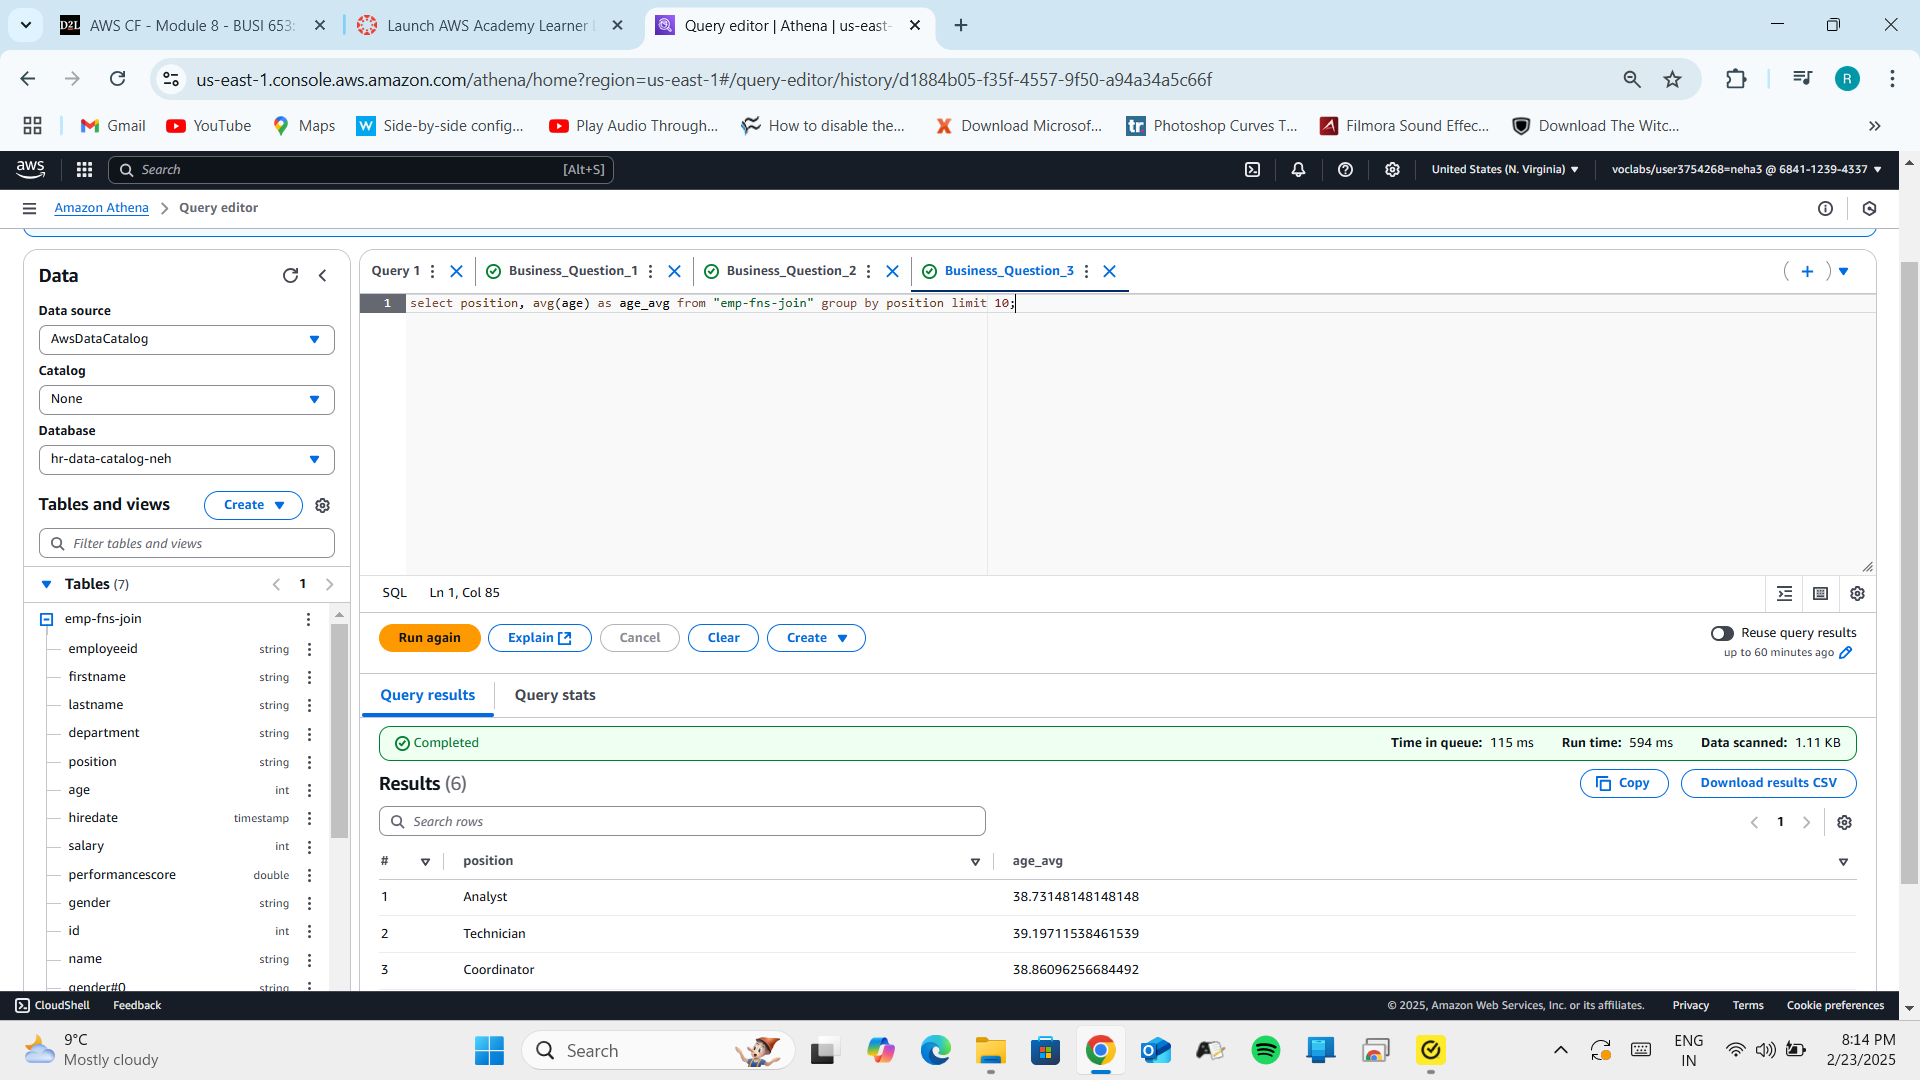 AWS CF - Module 8 - BUSI 653:
Launch AWS Academy Learner L
Query editor | Athena | us-east-
us-east-1.console.aws.amazon.com/athena/home?region=us-east-1#/query-editor/history/d1884b05-f35f-4557-9f50-a94a34a5c66f
R
Gmail
YouTube
Maps
Side-by-side config...
Play Audio Through...
How to disable the...
Download Microsof...
Photoshop Curves T...
Filmora Sound Effec...
Download The Witc...
aws
Search
[Alt+S]
United States (N. Virginia)
voclabs/user3754268=neha3 @ 6841-1239-4337
Amazon Athena
Query editor
Data
Data source
AwsDataCatalog
Catalog
None
Database
hr-data-catalog-neh
Tables and views
Create
Filter tables and views
Tables (7)
1
emp-fns-join
employeeid string
firstname string
lastname string
department string
position string
age int
hiredate timestamp
salary int
performancescore double
gender string
id int
name string
gender#0 string
Query 1
Business_Question_1
Business_Question_2
Business_Question_3
1 select position, avg(age) as age_avg from "emp-fns-join" group by position limit 10;
SQL Ln 1, Col 85
Run again
Explain
Cancel
Clear
Create
Reuse query results
up to 60 minutes ago
Query results
Query stats
Completed
Time in queue: 115 ms
Run time: 594 ms
Data scanned: 1.11 KB
Results (6)
Copy
Download results CSV
Search rows
1
# position age_avg
1 Analyst 38.73148148148148
2 Technician 39.19711538461539
3 Coordinator 38.86096256684492
CloudShell
Feedback
© 2025, Amazon Web Services, Inc. or its affiliates.
Privacy
Terms
Cookie preferences
9°C
Mostly cloudy
Search
ENG
IN
8:14 PM
2/23/2025